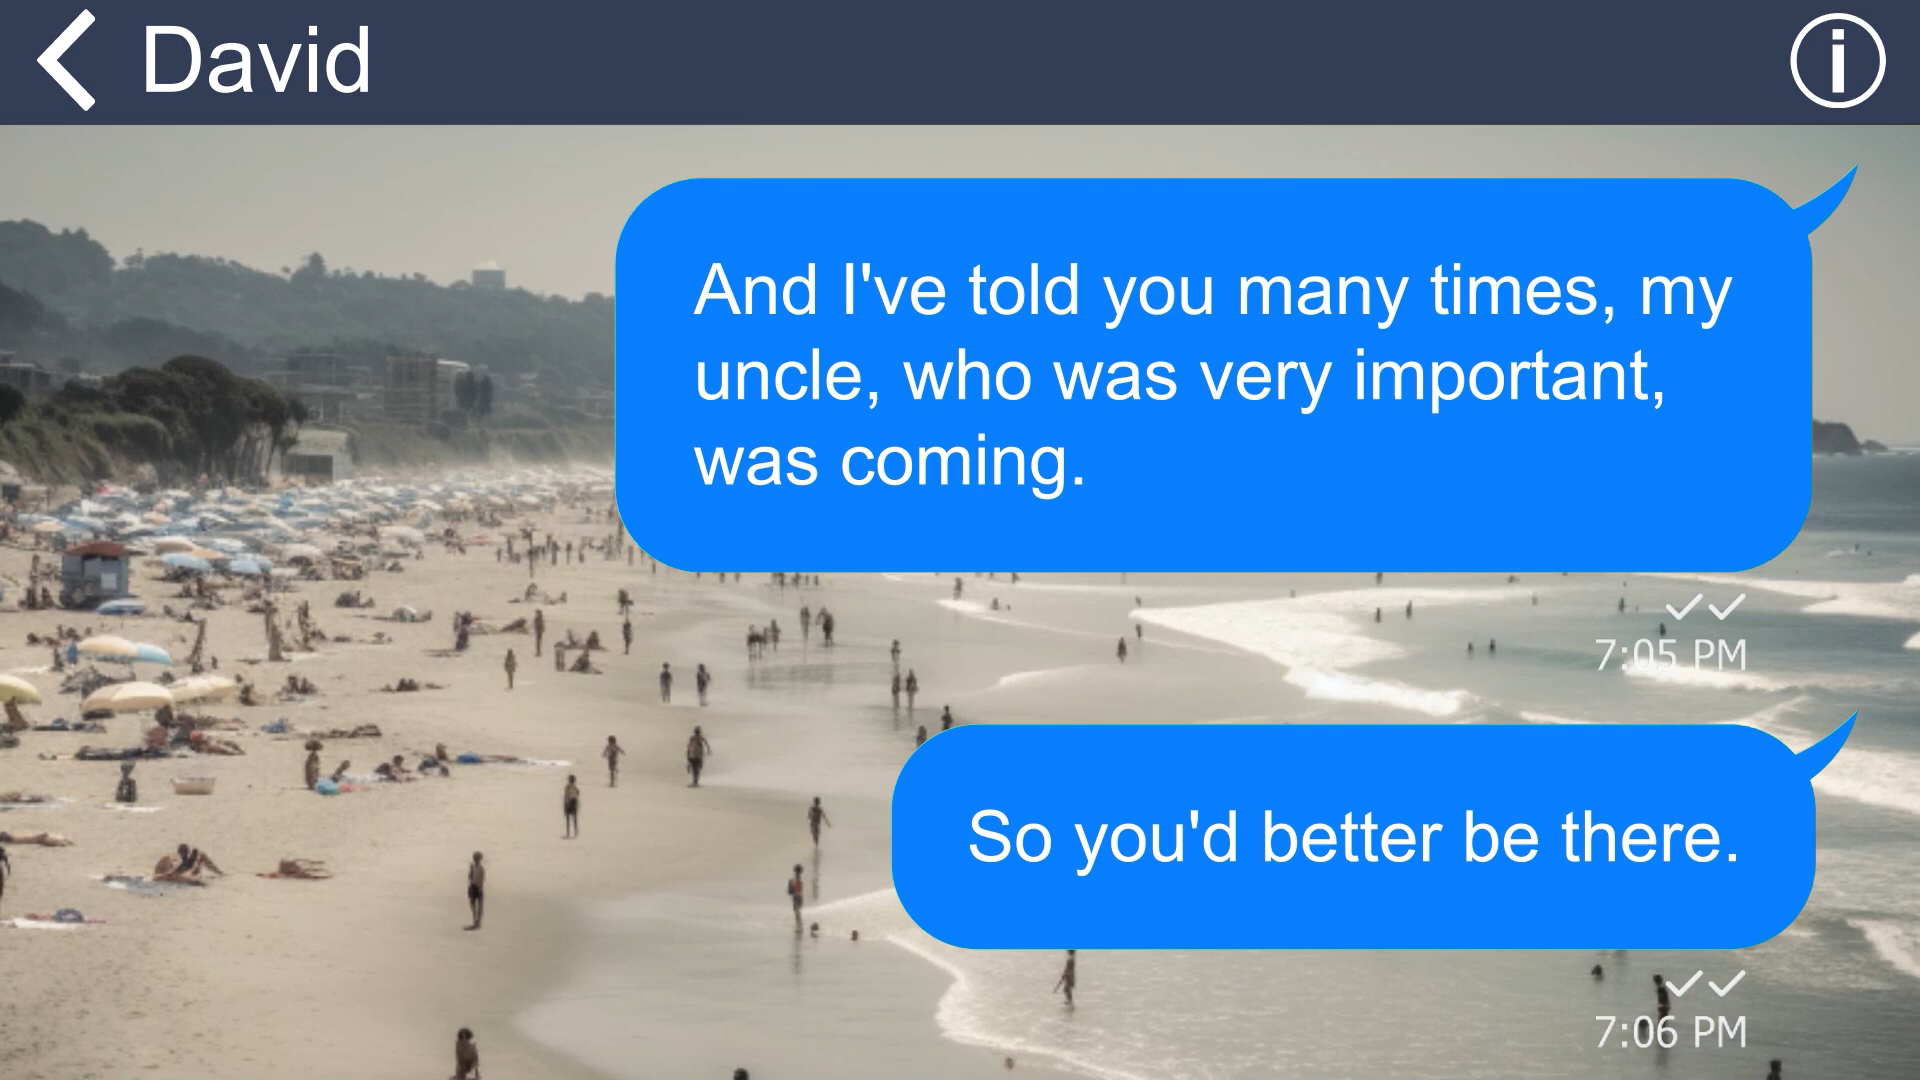 David
And I've told you many times, my
uncle, who was very important,
was coming.
7:05 PM
So you'd better be there.
7:06 PM